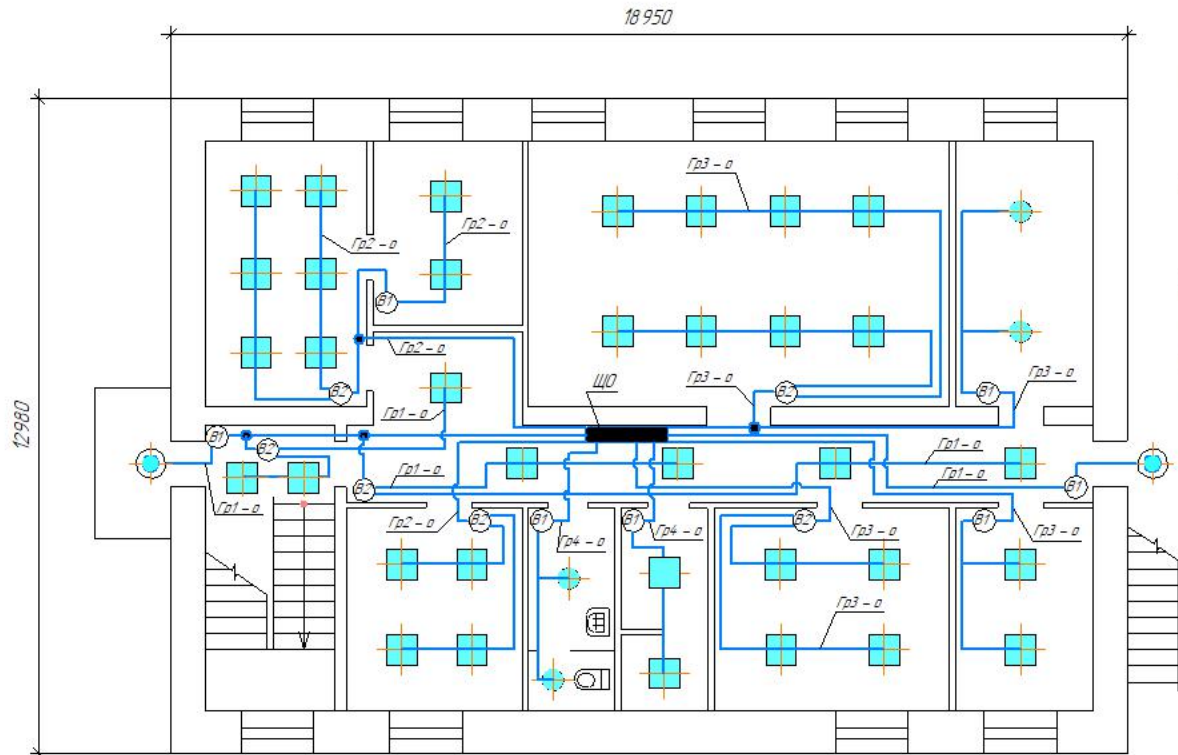 18 950
12980
Гр3 - о
Гр2 - о
Гр2 - о
В1
Гр2 - о
В2
ЩО
Гр3 - о
В2
В1
Гр3 - о
Гр1 - о
В1
В2
Гр1 - о
Гр1 - о
В2
Гр1 - о
Гр1 - о
В1
Гр2 - о
В2
В1
Гр4 - о
В1
Гр4 - о
В2
Гр3 - о
В1
Гр3 - о
Гр3 - о